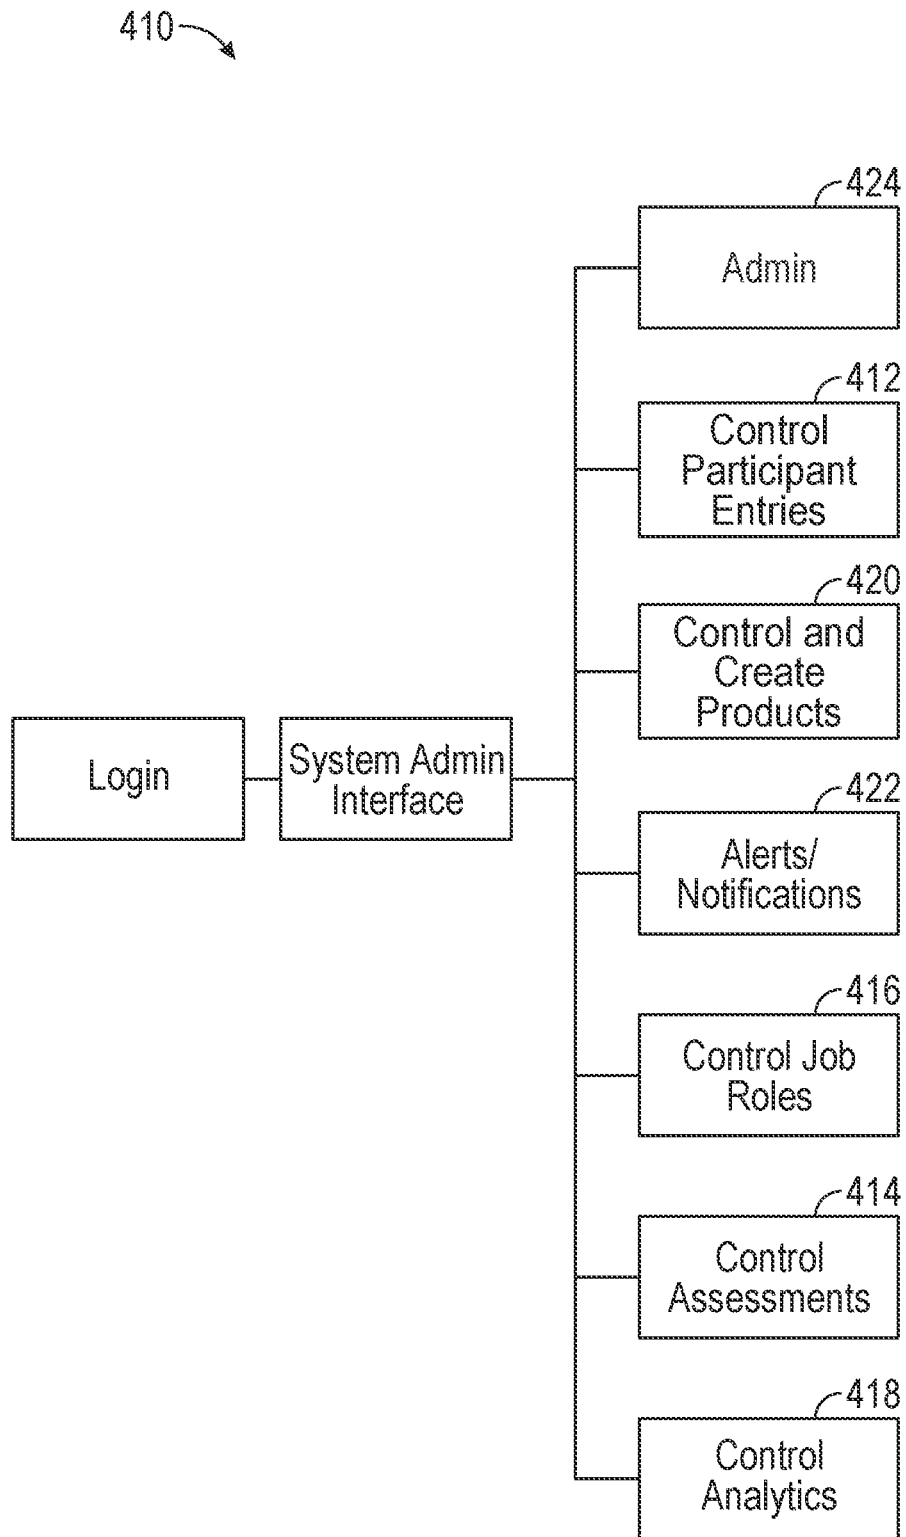 410
424
Admin
412
Control
Participant
Entries
420
Control and
Create
Products
Login
System Admin
Interface
422
Alerts/
Notifications
416
Control Job
Roles
414
Control
Assessments
418
Control
Analytics